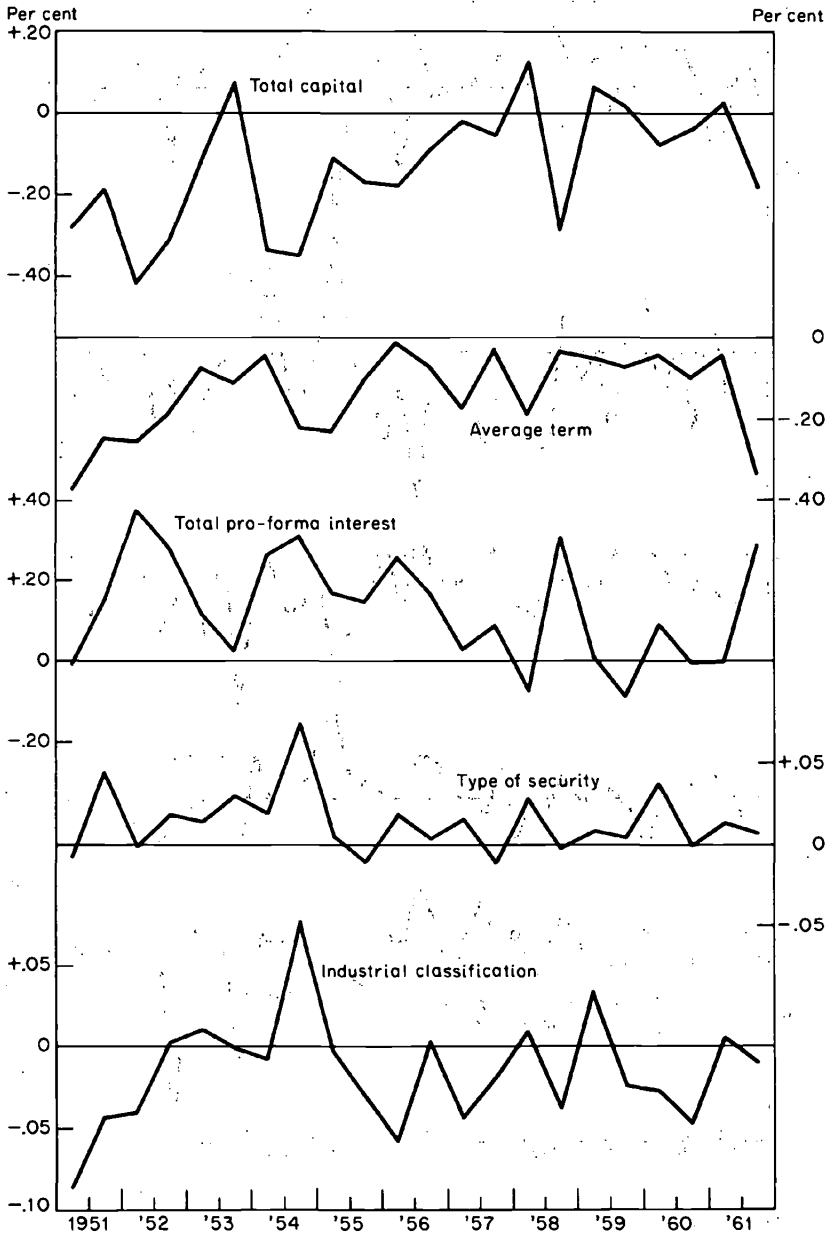 Per cent Per cent
+.20
Total capital
0
-.20
-.40
0
-.20
Average term
+.40 -.40
Total pro-forma interest
+.20
0
-.20
+.05
Type of security
0
-.05
+.05
Industrial classification
0
-.05
-.10
1951 '52 '53 '54 '55 '56 '57 '58 '59 '60 '61